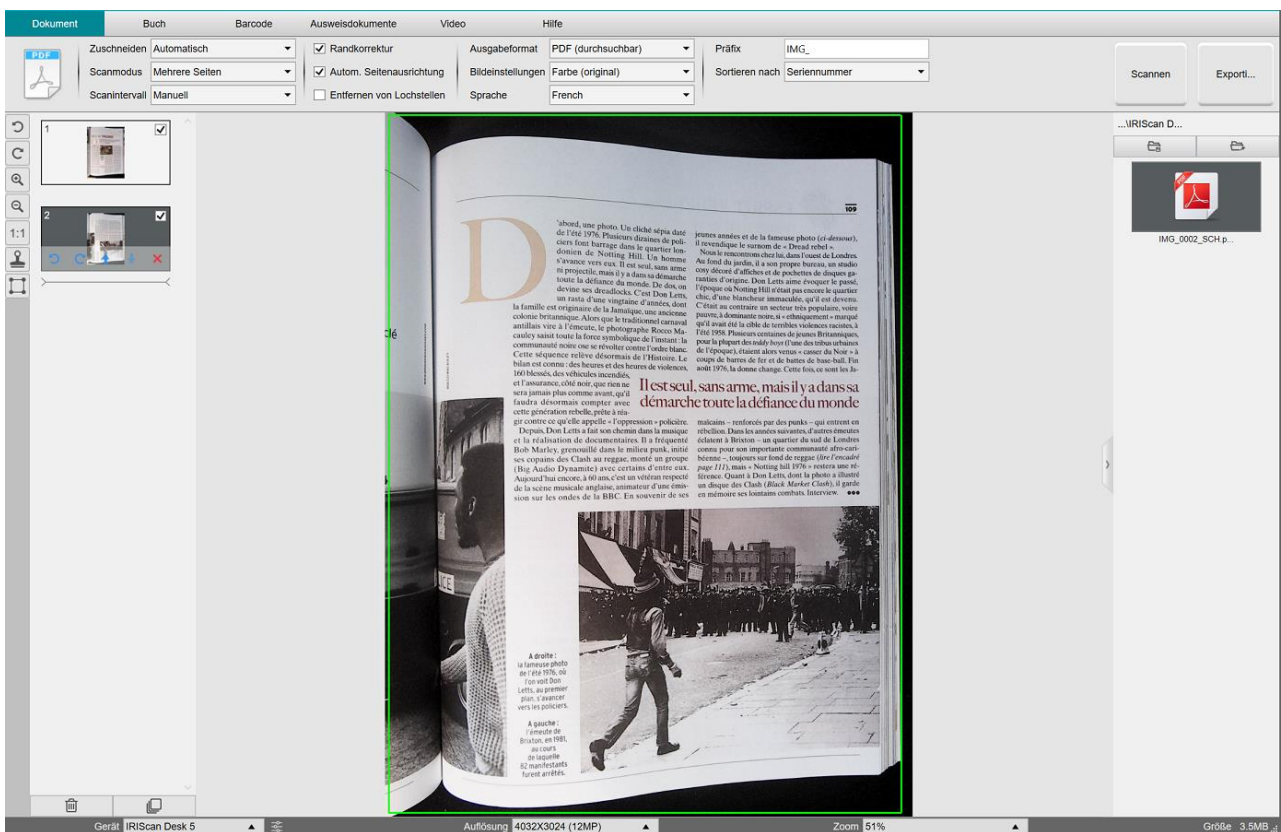 Dokument Buch Barcode Ausweisdokumente Video Hilfe
PDF
Zuschneiden Automatisch
Scanmodus Mehrere Seiten
Scanintervall Manuell
Randkorrektur
Autom. Seitenausrichtung
Entfernen von Lochstellen
Ausgabeformat PDF (durchsuchbar)
Bildeinstellungen Farbe (original)
Sprache French
Präfix IMG_
Sortieren nach Seriennummer
Scannen
Exporti...
1
2
1:1
...\IRIScan D...
IMG_0002_SCH.p...
109
clé
D
'abord, une photo. Un cliché sépia daté
de l'été 1976. Plusieurs dizaines de poli-
ciers font barrage dans le quartier lon-
donien de Notting Hill. Un homme
s'avance vers eux. Il est seul, sans arme
ni projectile, mais il y a dans sa démarche
toute la défiance du monde. De dos, on
devine ses dreadlocks. C'est Don Letts,
un rasta d'une vingtaine d'années, dont
la famille est originaire de la Jamaïque, une ancienne
colonie britannique. Alors que le traditionnel carnaval
antillais vire à l'émeute, le photographe Rocco Ma-
cauley saisit toute la force symbolique de l'instant : la
communauté noire ose se révolter contre l'ordre blanc.
Cette séquence relève désormais de l'Histoire. Le
bilan est connu : des heures et des heures de violences,
160 blessés, des véhicules incendiés,
et l'assurance, côté noir, que rien ne
sera jamais plus comme avant, qu'il
faudra désormais compter avec
cette génération rebelle, prête à réa-
gir contre ce qu'elle appelle « l'oppression » policière.
Depuis, Don Letts a fait son chemin dans la musique
et la réalisation de documentaires. Il a fréquenté
Bob Marley, grenouillé dans le milieu punk, initié
ses copains des Clash au reggae, monté un groupe
(Big Audio Dynamite) avec certains d'entre eux.
Aujourd'hui encore, à 60 ans, c'est un vétéran respecté
de la scène musicale anglaise, animateur d'une émis-
sion sur les ondes de la BBC. En souvenir de ses
jeunes années et de la fameuse photo (ci-dessour),
il revendique le surnom de « Dread rebel ».
Nous le rencontrons chez lui, dans l'ouest de Londres.
Au fond du jardin, il a son propre bureau, un studio
cosy décoré d'affiches et de pochettes de disques ga-
ranties d'origine. Don Letts aime évoquer le passé,
l'époque où Notting Hill n'était pas encore le quartier
chic, d'une blancheur immaculée, qu'il est devenu.
C'était au contraire un secteur très populaire, voire
pauvre, à dominante noire, si « ethniquement » marqué
qu'il avait été la cible de terribles violences racistes, à
l'été 1958. Plusieurs centaines de jeunes Britanniques,
pour la plupart des teddy boys (l'une des tribus urbaines
de l'époque), étaient alors venus « casser du Noir » à
coups de barres de fer et de battes de base-ball. Fin
août 1976, la donne change. Cette fois, ce sont les Ja-
Il est seul, sans arme, mais il y a dans sa
démarche toute la défiance du monde
maïcains – renforcés par des punks – qui entrent en
rébellion. Dans les années suivantes, d'autres émeutes
éclatent à Brixton – un quartier du sud de Londres
connu pour son importante communauté afro-cari-
béenne –, toujours sur fond de reggae (lire l'encadré
page 111), mais « Notting hill 1976 » restera une ré-
férence. Quant à Don Letts, dont la photo a illustré
un disque des Clash (Black Market Clash), il garde
en mémoire ses lointains combats. Interview.
A droite :
la fameuse photo
de l'été 1976, où
l'on voit Don
Letts, au premier
plan, s'avancer
vers les policiers.
A gauche :
l'émeute de
Brixton, en 1981,
au cours
de laquelle
82 manifestants
furent arrêtés.
Gerät IRIScan Desk 5 Auflösung 4032X3024 (12MP) Zoom 51% Größe 3.5MB